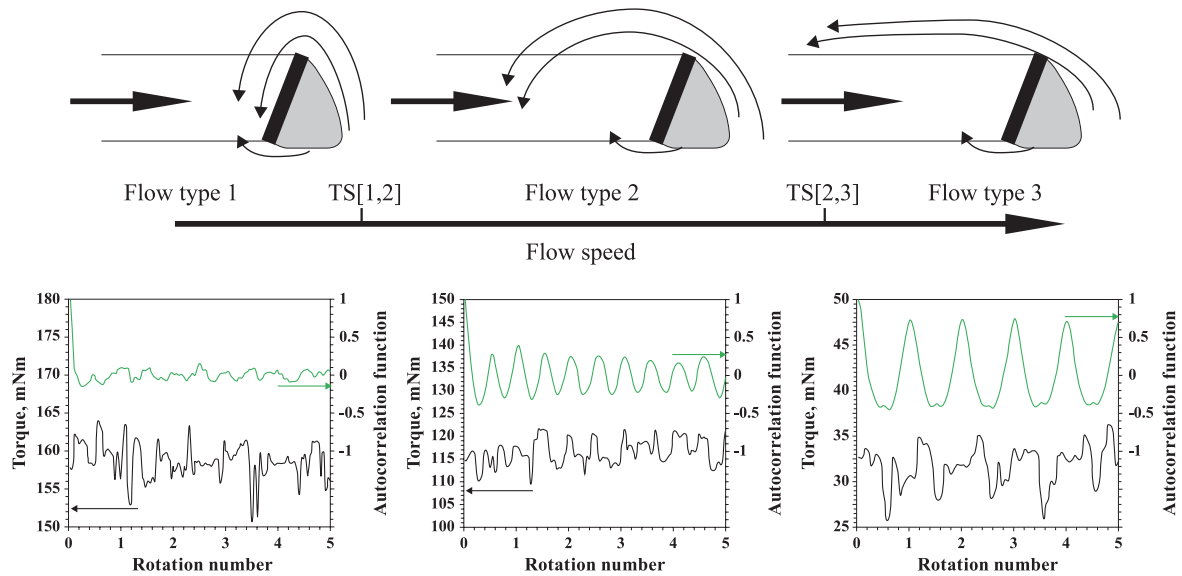 Flow type 1 TS[1,2] Flow type 2 TS[2,3] Flow type 3
Flow speed
180
175
170
165
160
155
150
Torque, mNm
1
0.5
0
-0.5
-1
Autocorrelation function
0 1 2 3 4 5
Rotation number
150
145
140
135
130
125
120
115
110
105
100
Torque, mNm
1
0.5
0
-0.5
-1
Autocorrelation function
0 1 2 3 4 5
Rotation number
50
45
40
35
30
25
Torque, mNm
1
0.5
0
-0.5
-1
Autocorrelation function
0 1 2 3 4 5
Rotation number